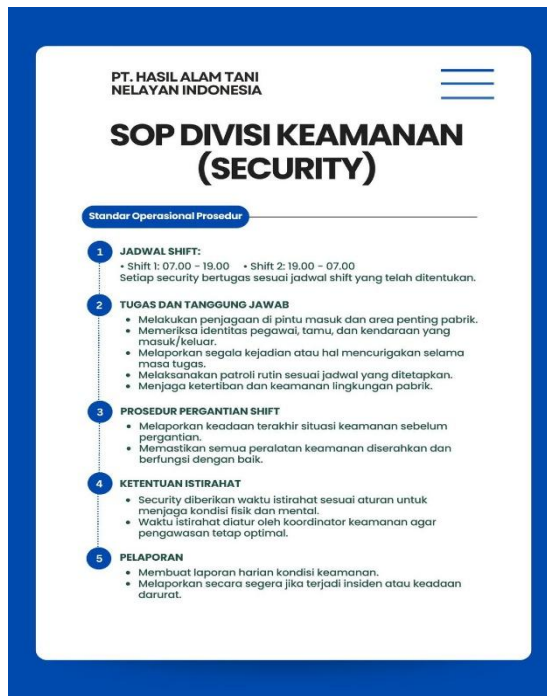 PT. HASIL ALAM TANI
NELAYAN INDONESIA
SOP DIVISI KEAMANAN
(SECURITY)
Standar Operasional Prosedur
1
JADWAL SHIFT:
• Shift 1: 07.00 - 19.00 • Shift 2: 19.00 - 07.00
Setiap security bertugas sesuai jadwal shift yang telah ditentukan.
2
TUGAS DAN TANGGUNG JAWAB
• Melakukan penjagaan di pintu masuk dan area penting pabrik.
• Memeriksa identitas pegawai, tamu, dan kendaraan yang
masuk/keluar.
• Melaporkan segala kejadian atau hal mencurigakan selama
masa tugas.
• Melaksanakan patroli rutin sesuai jadwal yang ditetapkan.
• Menjaga ketertiban dan keamanan lingkungan pabrik.
3
PROSEDUR PERGANTIAN SHIFT
• Melaporkan keadaan terakhir situasi keamanan sebelum
pergantian.
• Memastikan semua peralatan keamanan diserahkan dan
berfungsi dengan baik.
4
KETENTUAN ISTIRAHAT
• Security diberikan waktu istirahat sesuai aturan untuk
menjaga kondisi fisik dan mental.
• Waktu istirahat diatur oleh koordinator keamanan agar
pengawasan tetap optimal.
5
PELAPORAN
• Membuat laporan harian kondisi keamanan.
• Melaporkan secara segera jika terjadi insiden atau keadaan
darurat.